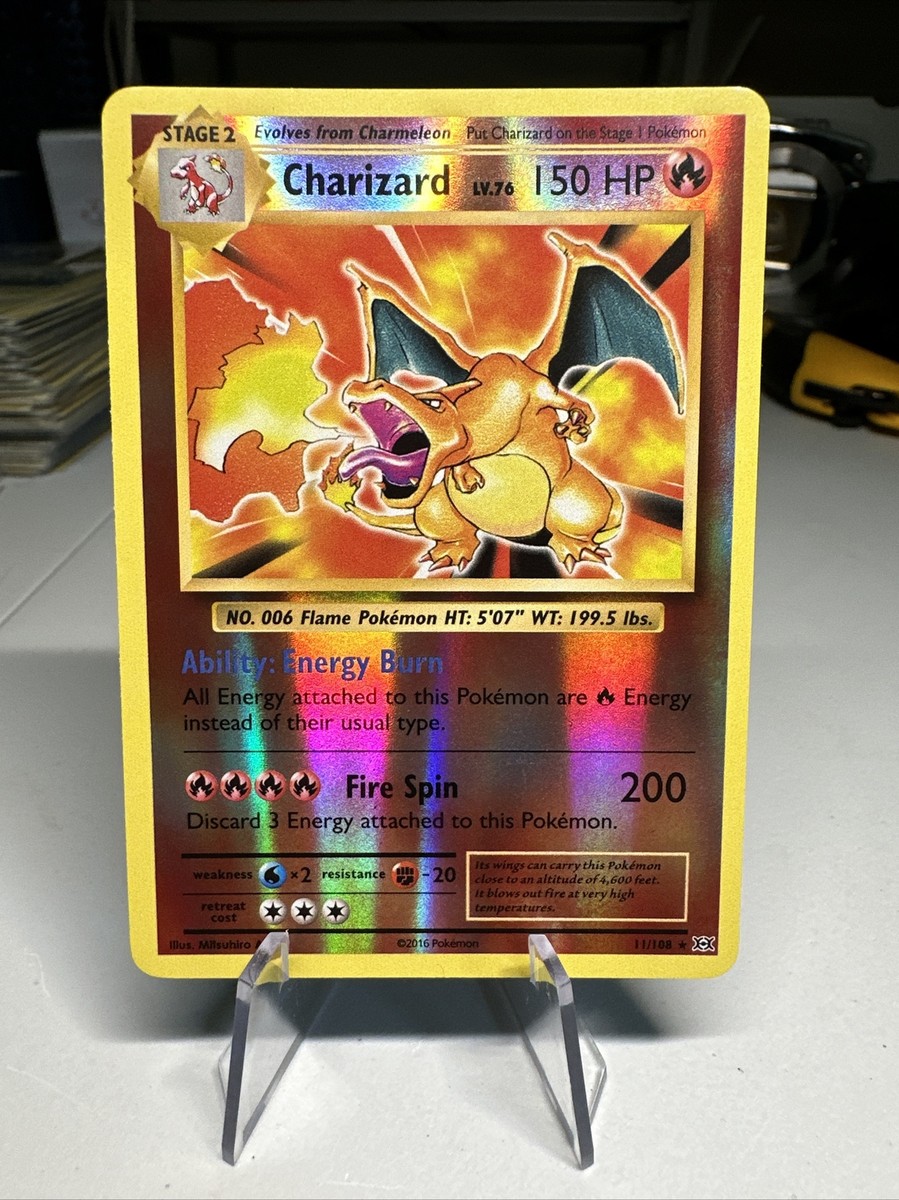 STAGE 2 Evolves from Charmeleon Put Charizard on the Stage 1 Pokémon
Charizard LV.76 150 HP
NO. 006 Flame Pokémon HT: 5'07" WT: 199.5 lbs.
Ability: Energy Burn
All Energy attached to this Pokémon are Energy
instead of their usual type.
Fire Spin 200
Discard 3 Energy attached to this Pokémon.
weakness ×2 resistance -20
retreat
cost
Its wings can carry this Pokémon
close to an altitude of 4,600 feet.
It blows out fire at very high
temperatures.
Illus. Mitsuhiro ©2016 Pokémon 11/108 ★